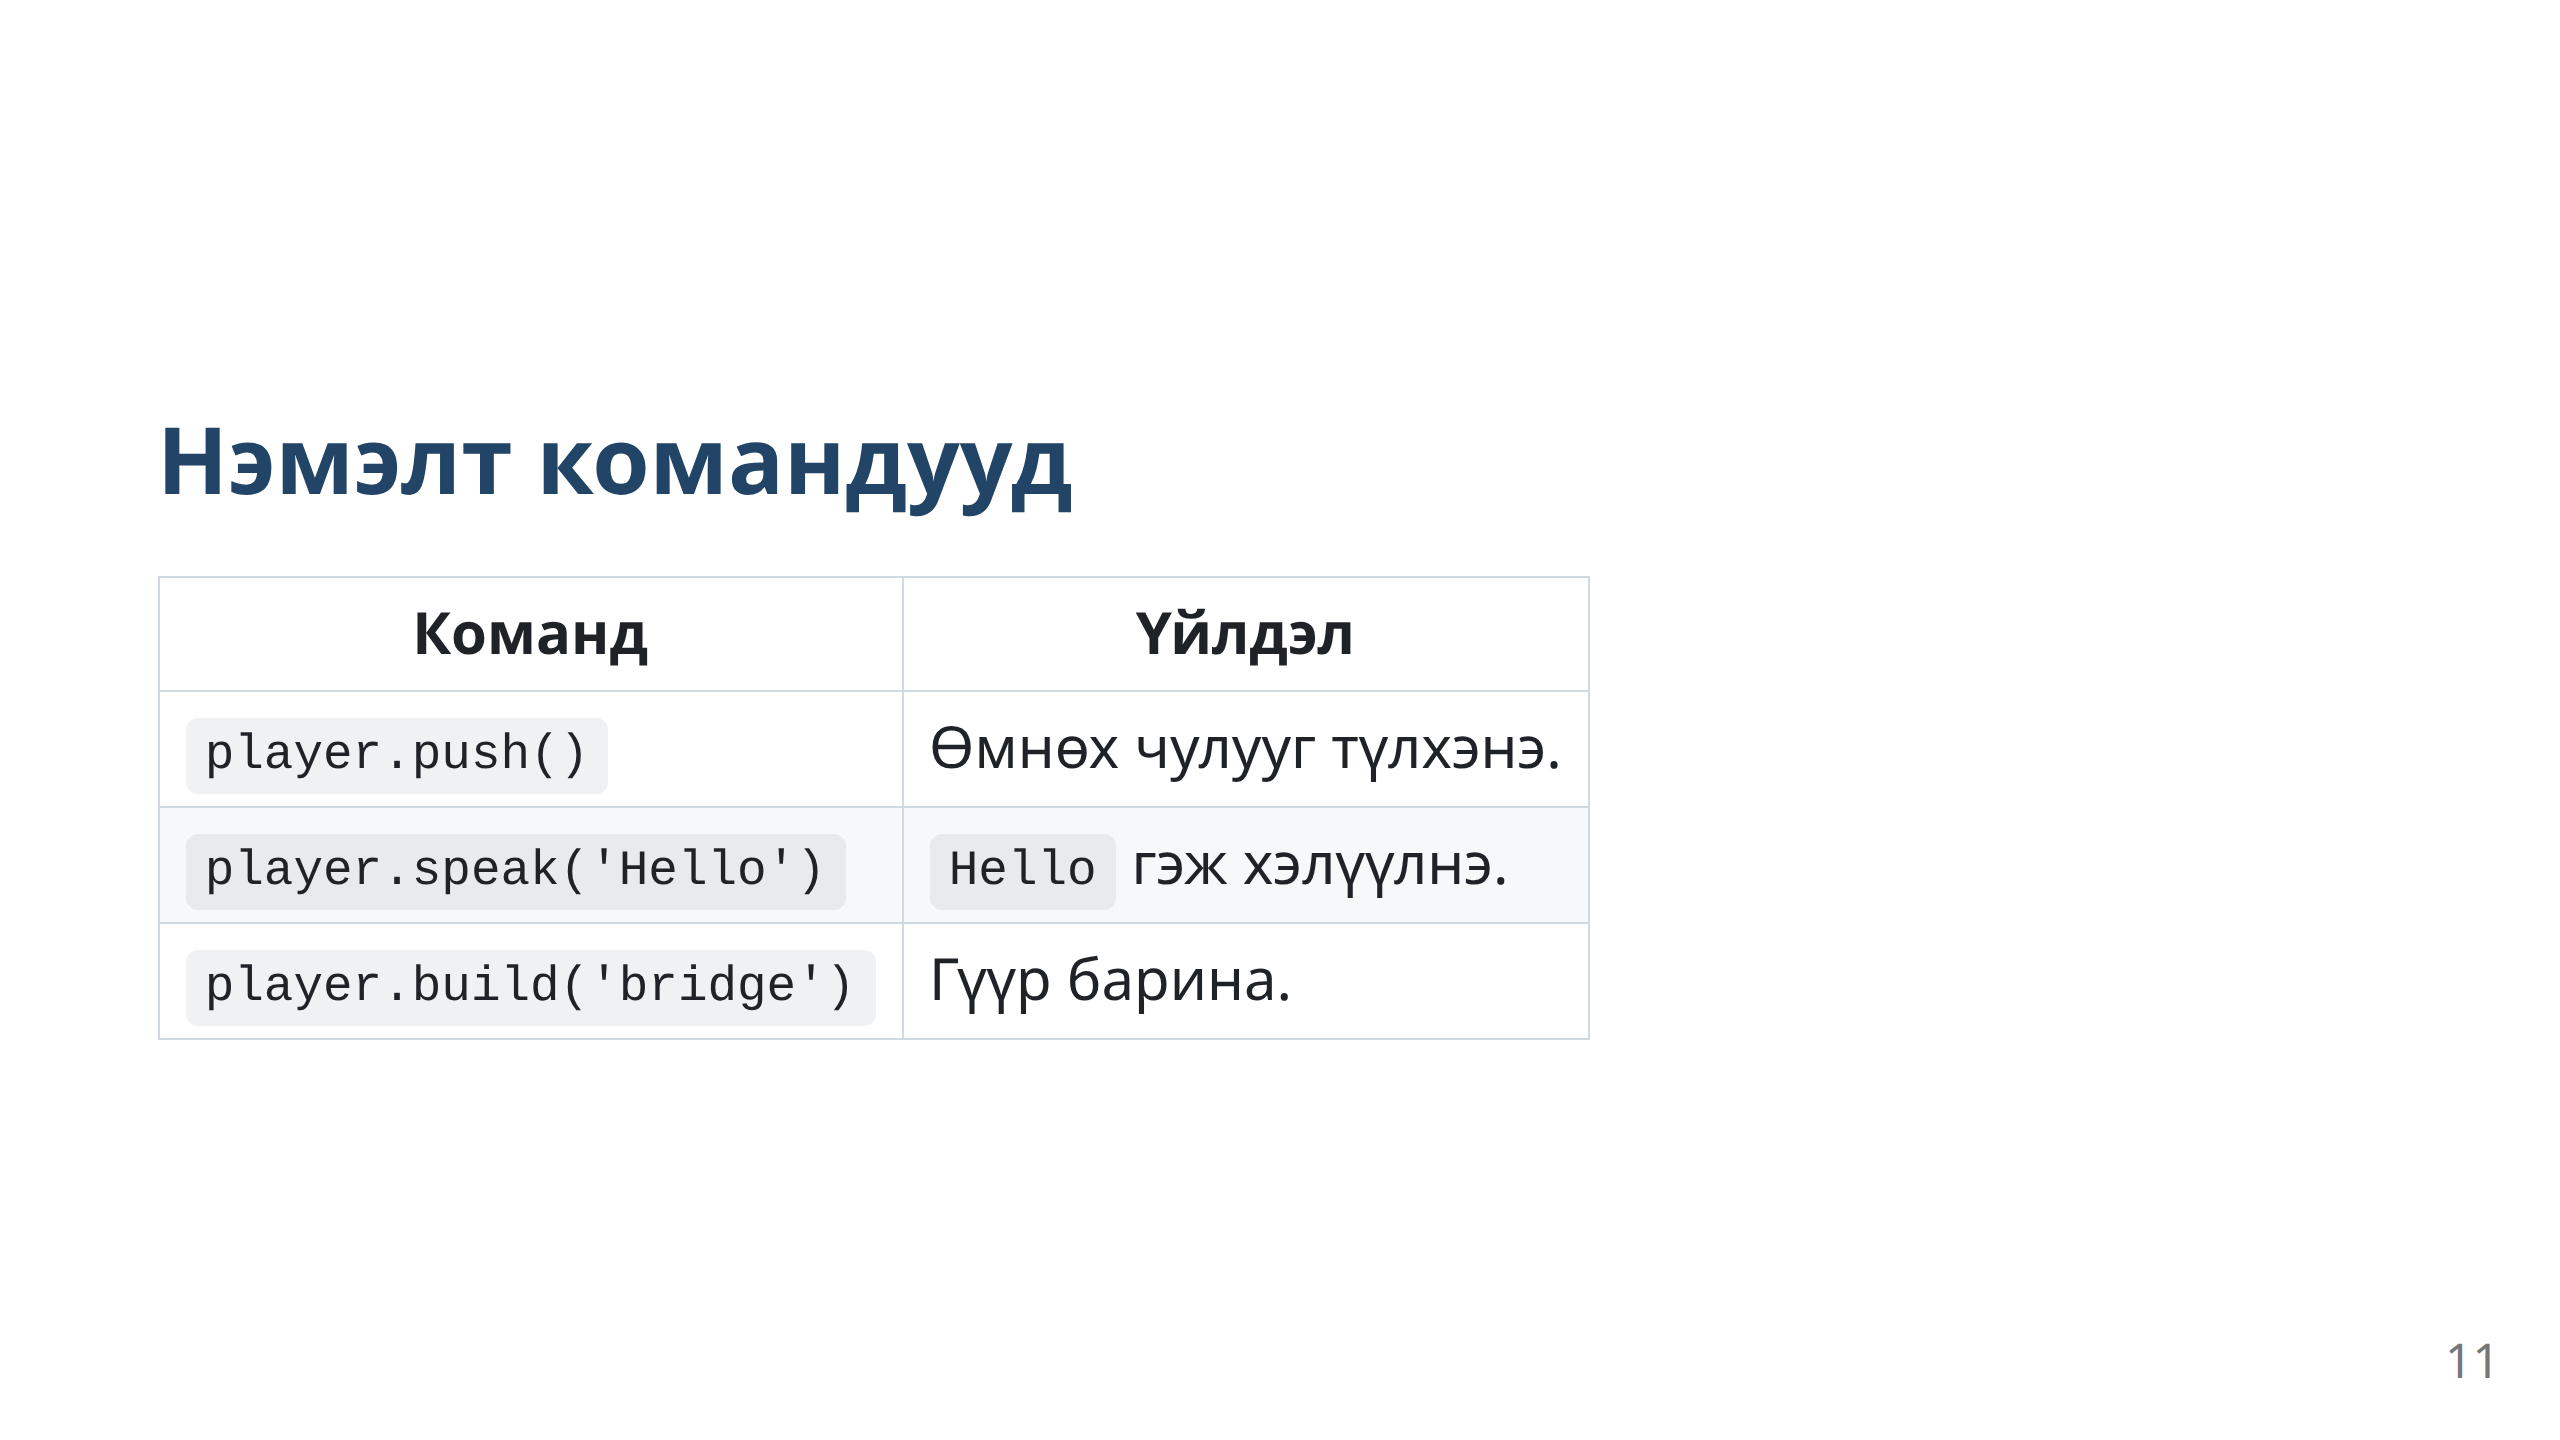 Нэмэлт командууд
Команд Үйлдэл
player.push() Өмнөх чулууг түлхэнэ.
player.speak('Hello') Hello гэж хэлүүлнэ.
player.build('bridge') Гүүр барина.
11